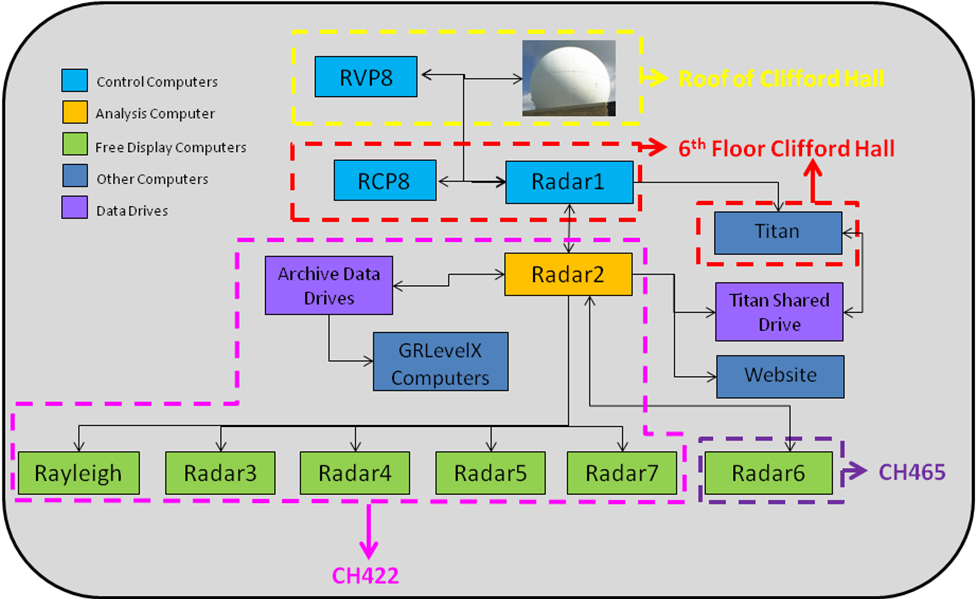 RVP8
Roof of Clifford Hall
Control Computers
Analysis Computer
Free Display Computers
Other Computers
Data Drives
6th Floor Clifford Hall
RCP8
Radar1
Titan
Archive Data
Drives
Radar2
Titan Shared
Drive
GRLevelX
Computers
Website
Rayleigh
Radar3
Radar4
Radar5
Radar7
Radar6
CH465
CH422